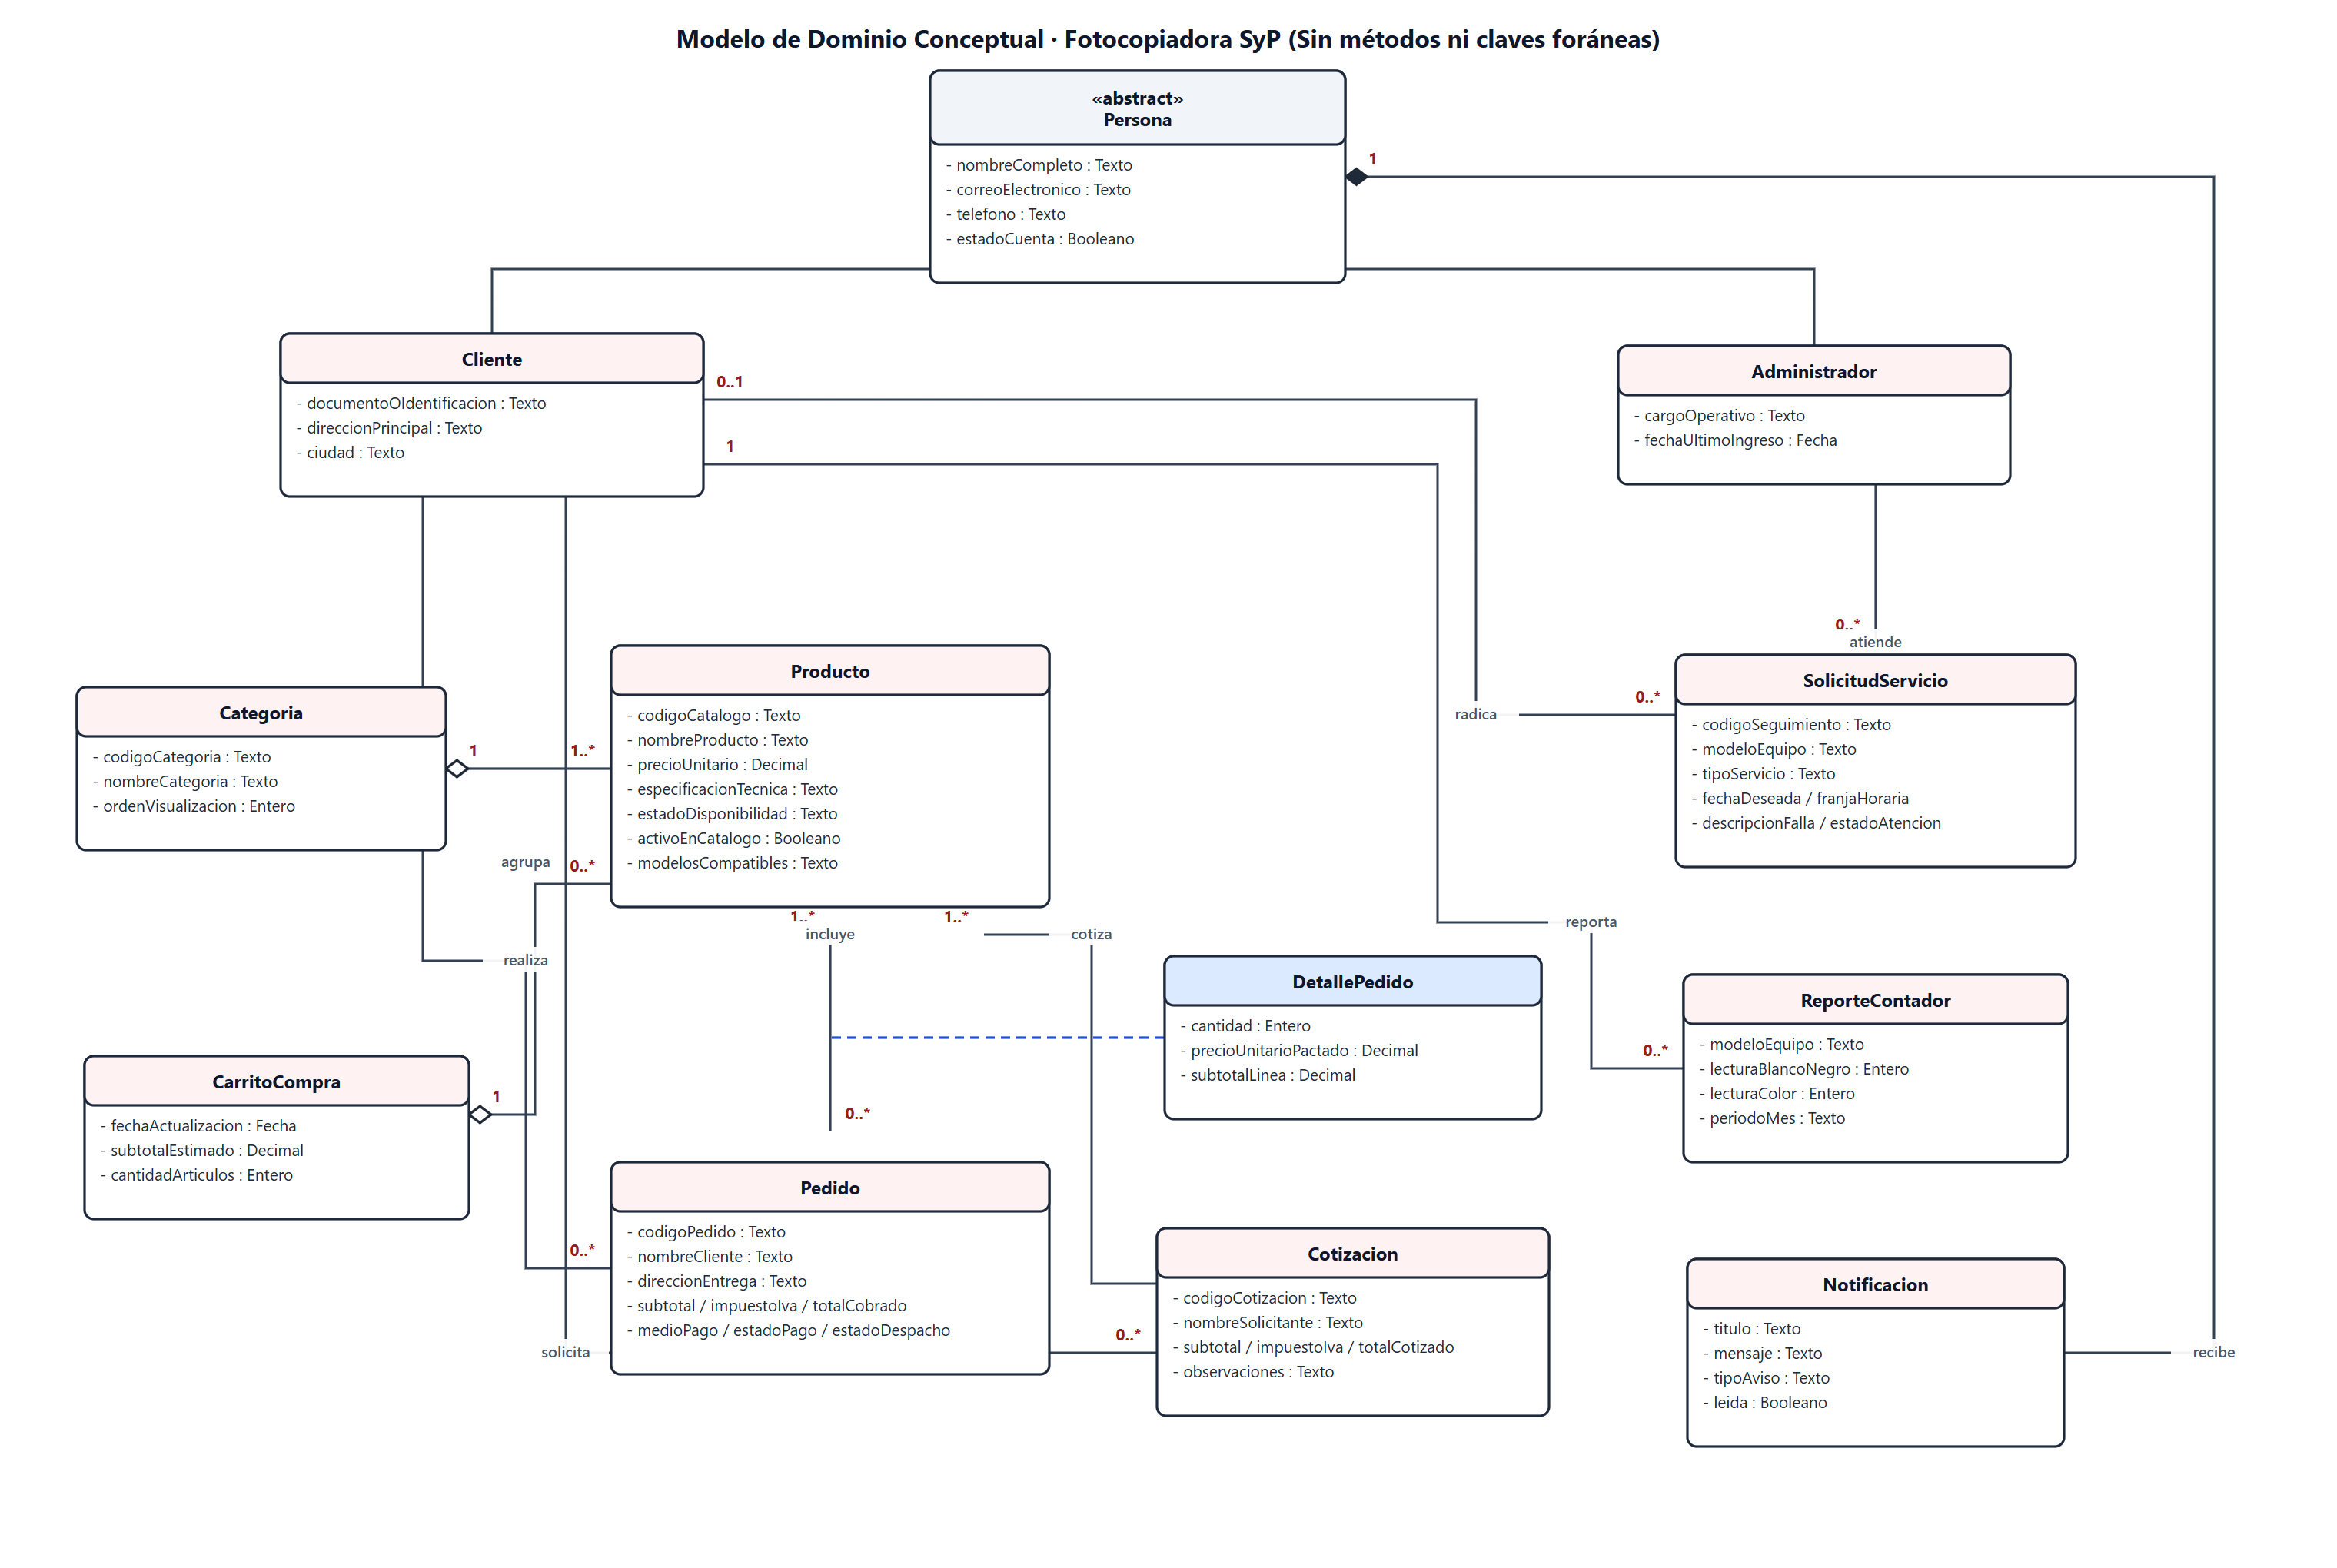 Modelo de Dominio Conceptual · Fotocopiadora SyP (Sin métodos ni claves foráneas)
«abstract»
Persona
- nombreCompleto : Texto
- correoElectronico : Texto
- telefono : Texto
- estadoCuenta : Booleano
1
Cliente
- documentoOIdentificacion : Texto
- direccionPrincipal : Texto
- ciudad : Texto
0..1
1
Administrador
- cargoOperativo : Texto
- fechaUltimoIngreso : Fecha
0..*
atiende
Categoria
- codigoCategoria : Texto
- nombreCategoria : Texto
- ordenVisualizacion : Entero
1
1..*
agrupa
0..*
Producto
- codigoCatalogo : Texto
- nombreProducto : Texto
- precioUnitario : Decimal
- especificacionTecnica : Texto
- estadoDisponibilidad : Texto
- activoEnCatalogo : Booleano
- modelosCompatibles : Texto
radica
0..*
SolicitudServicio
- codigoSeguimiento : Texto
- modeloEquipo : Texto
- tipoServicio : Texto
- fechaDeseada / franjaHoraria
- descripcionFalla / estadoAtencion
1..*
incluye
1..*
cotiza
reporta
realiza
DetallePedido
- cantidad : Entero
- precioUnitarioPactado : Decimal
- subtotalLinea : Decimal
0..*
ReporteContador
- modeloEquipo : Texto
- lecturaBlancoNegro : Entero
- lecturaColor : Entero
- periodoMes : Texto
CarritoCompra
- fechaActualizacion : Fecha
- subtotalEstimado : Decimal
- cantidadArticulos : Entero
1
0..*
Pedido
- codigoPedido : Texto
- nombreCliente : Texto
- direccionEntrega : Texto
- subtotal / impuestoIva / totalCobrado
- medioPago / estadoPago / estadoDespacho
0..*
solicita
0..*
Cotizacion
- codigoCotizacion : Texto
- nombreSolicitante : Texto
- subtotal / impuestoIva / totalCotizado
- observaciones : Texto
Notificacion
- titulo : Texto
- mensaje : Texto
- tipoAviso : Texto
- leida : Booleano
recibe